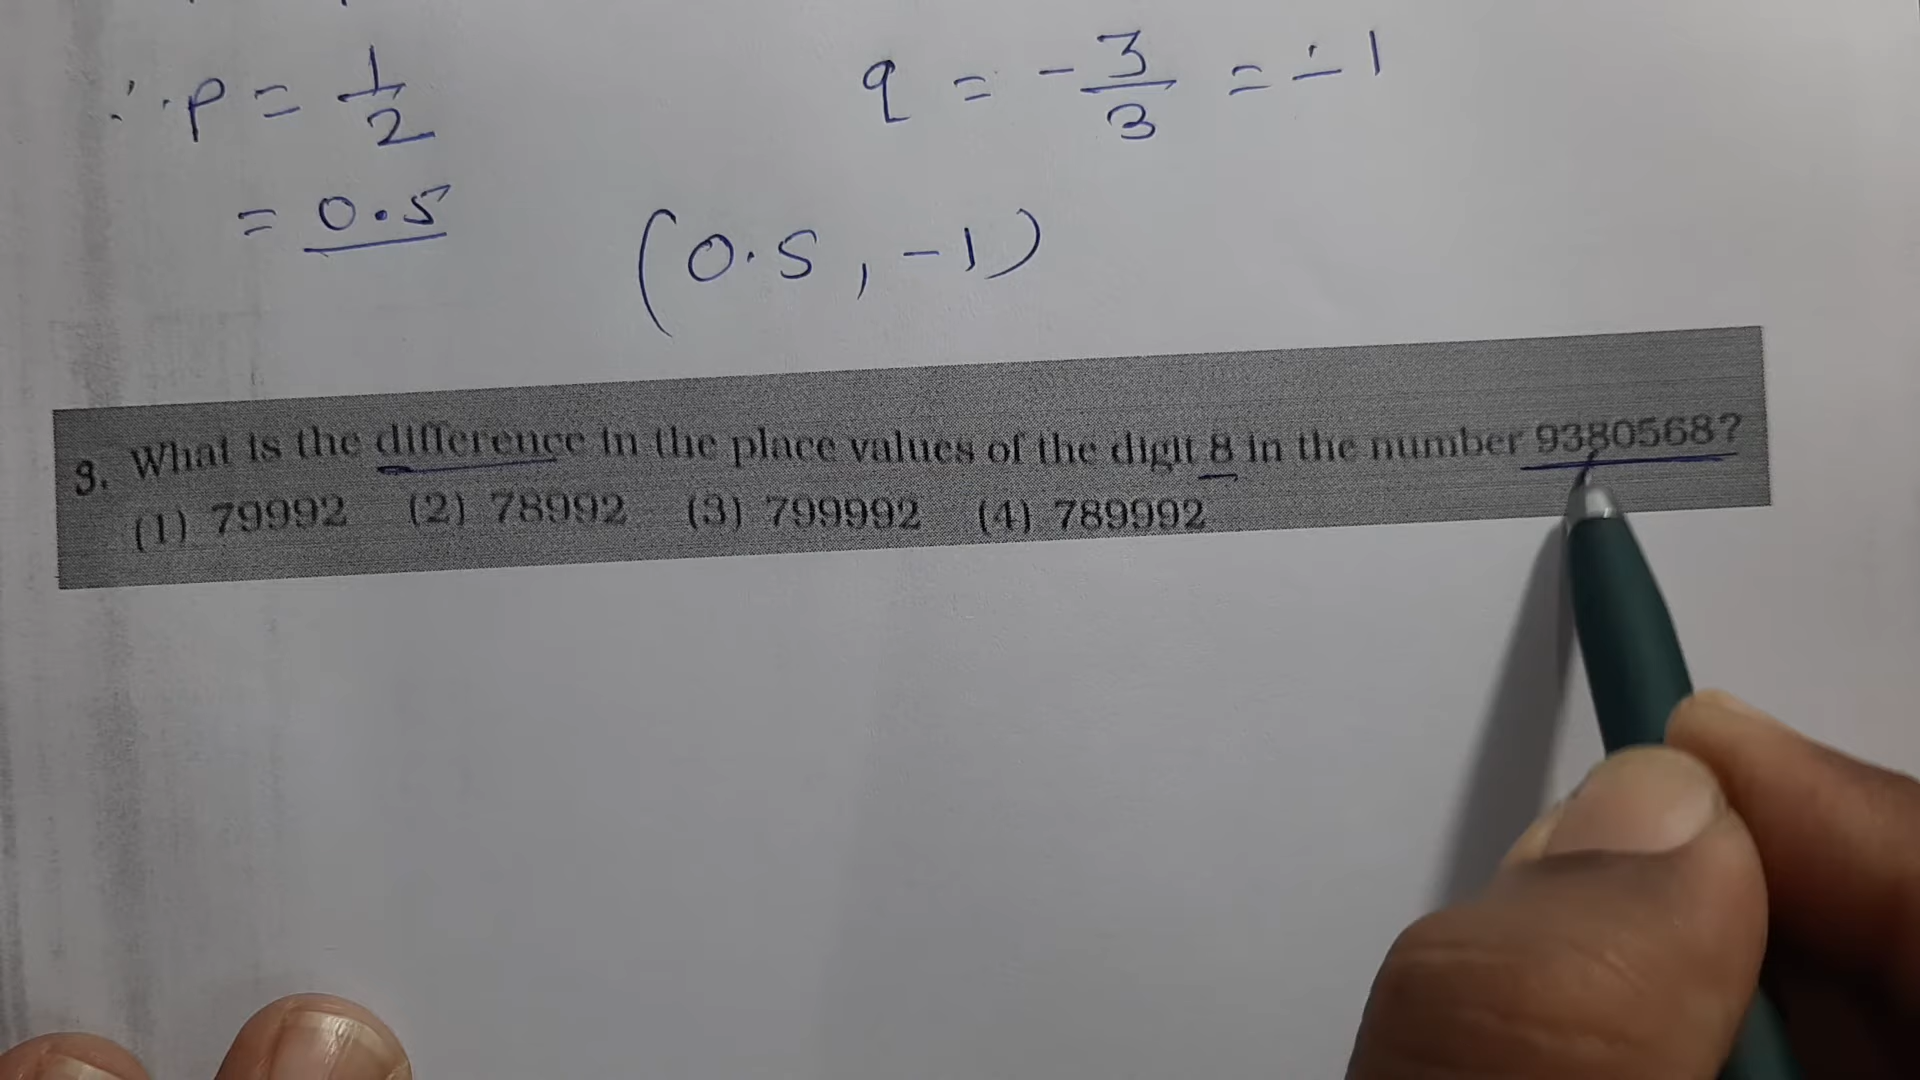 ∴ p = 1/2 q = - 3/3 = -1
= 0.5 (0.5, -1)
3. What is the difference in the place values of the digit 8 in the number 9380568?
(1) 79992 (2) 78992 (3) 799992 (4) 789992